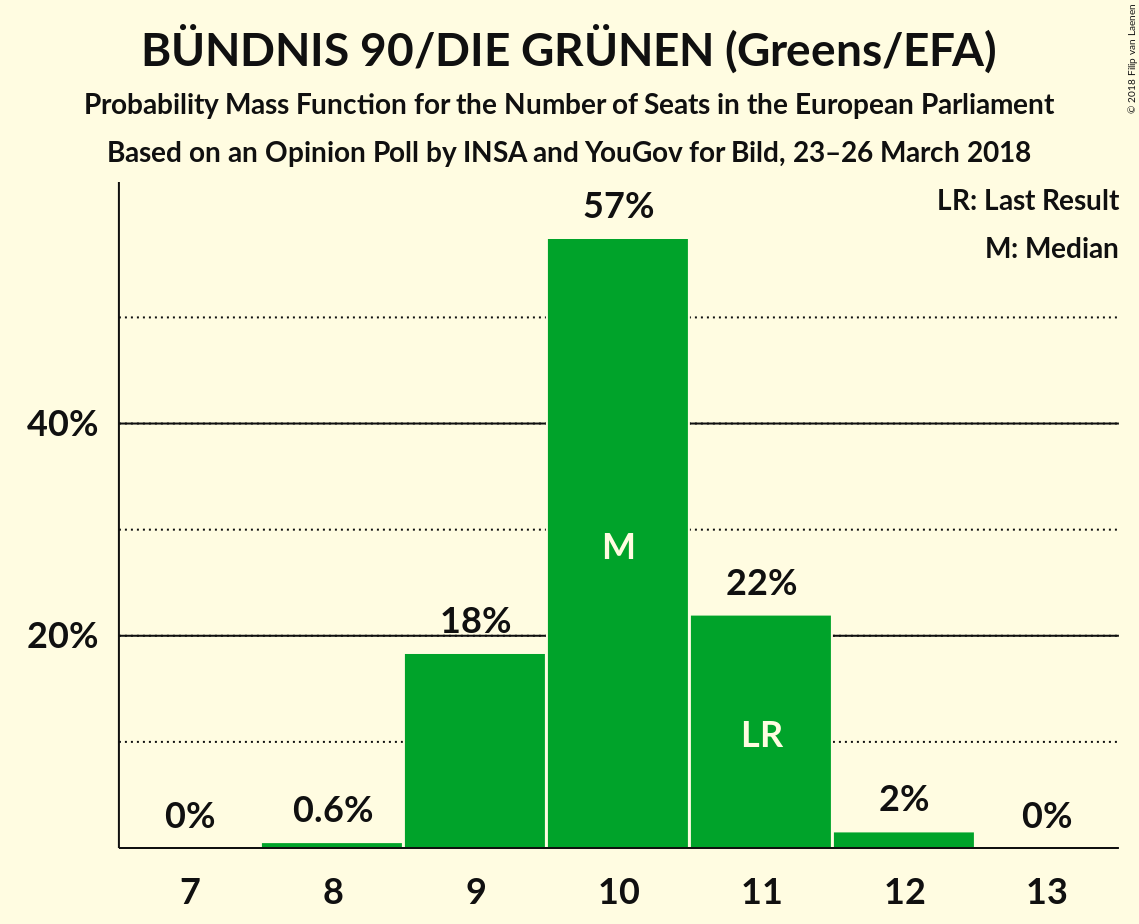 BÜNDNIS 90/DIE GRÜNEN (Greens/EFA)
Probability Mass Function for the Number of Seats in the European Parliament
Based on an Opinion Poll by INSA and YouGov for Bild, 23–26 March 2018
© 2018 Filip van Laenen
LR: Last Result
M: Median
57%
40%
M
22%
18%
20%
LR
0%
0.6%
2%
0%
7 8 9 10 11 12 13